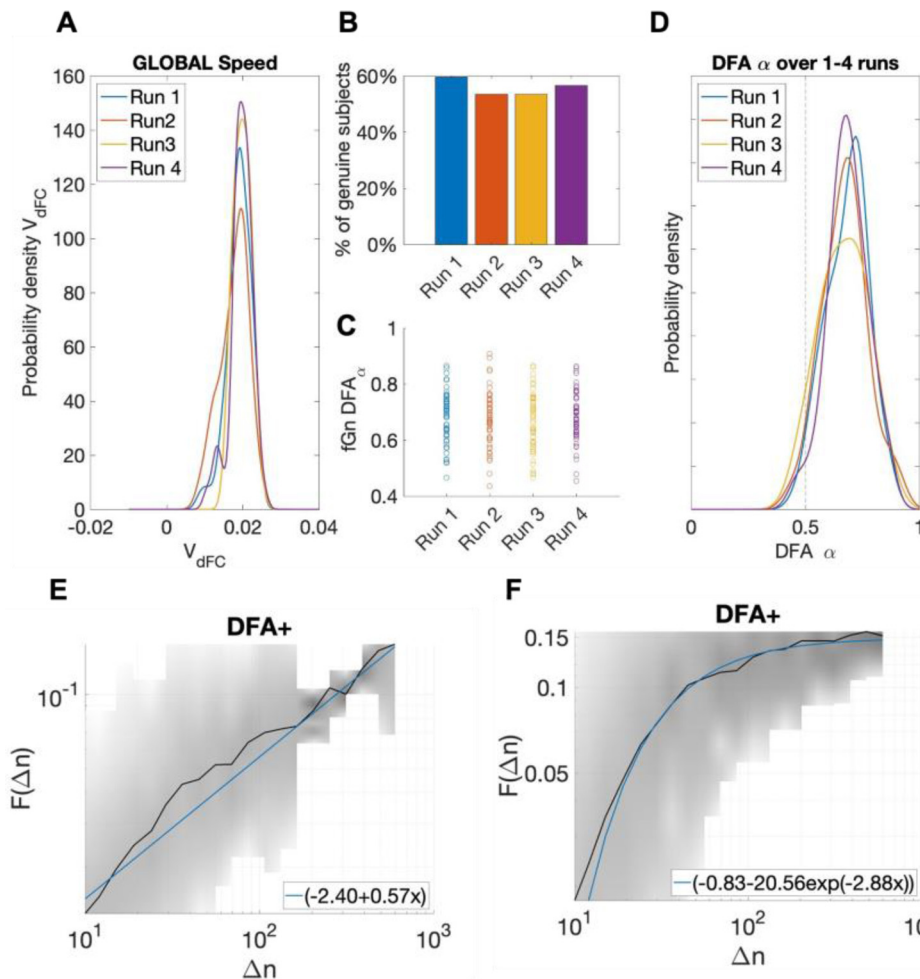 A
GLOBAL Speed
160
140
120
100
80
60
40
20
0
Probability density V_dFC
Run 1
Run2
Run3
Run 4
-0.02
0
0.02
0.04
V_dFC
B
60%
40%
20%
0%
% of genuine subjects
Run 1
Run 2
Run 3
Run 4
C
1
0.8
0.6
0.4
fGn DFA_α
Run 1
Run 2
Run 3
Run 4
D
DFA α over 1-4 runs
Run 1
Run 2
Run 3
Run 4
Probability density
0
0.5
1
DFA α
E
DFA+
10^-1
F(Δn)
(-2.40+0.57x)
10^1
10^2
10^3
Δn
F
DFA+
0.15
0.1
0.05
F(Δn)
(-0.83-20.56exp(-2.88x))
10^1
10^2
Δn